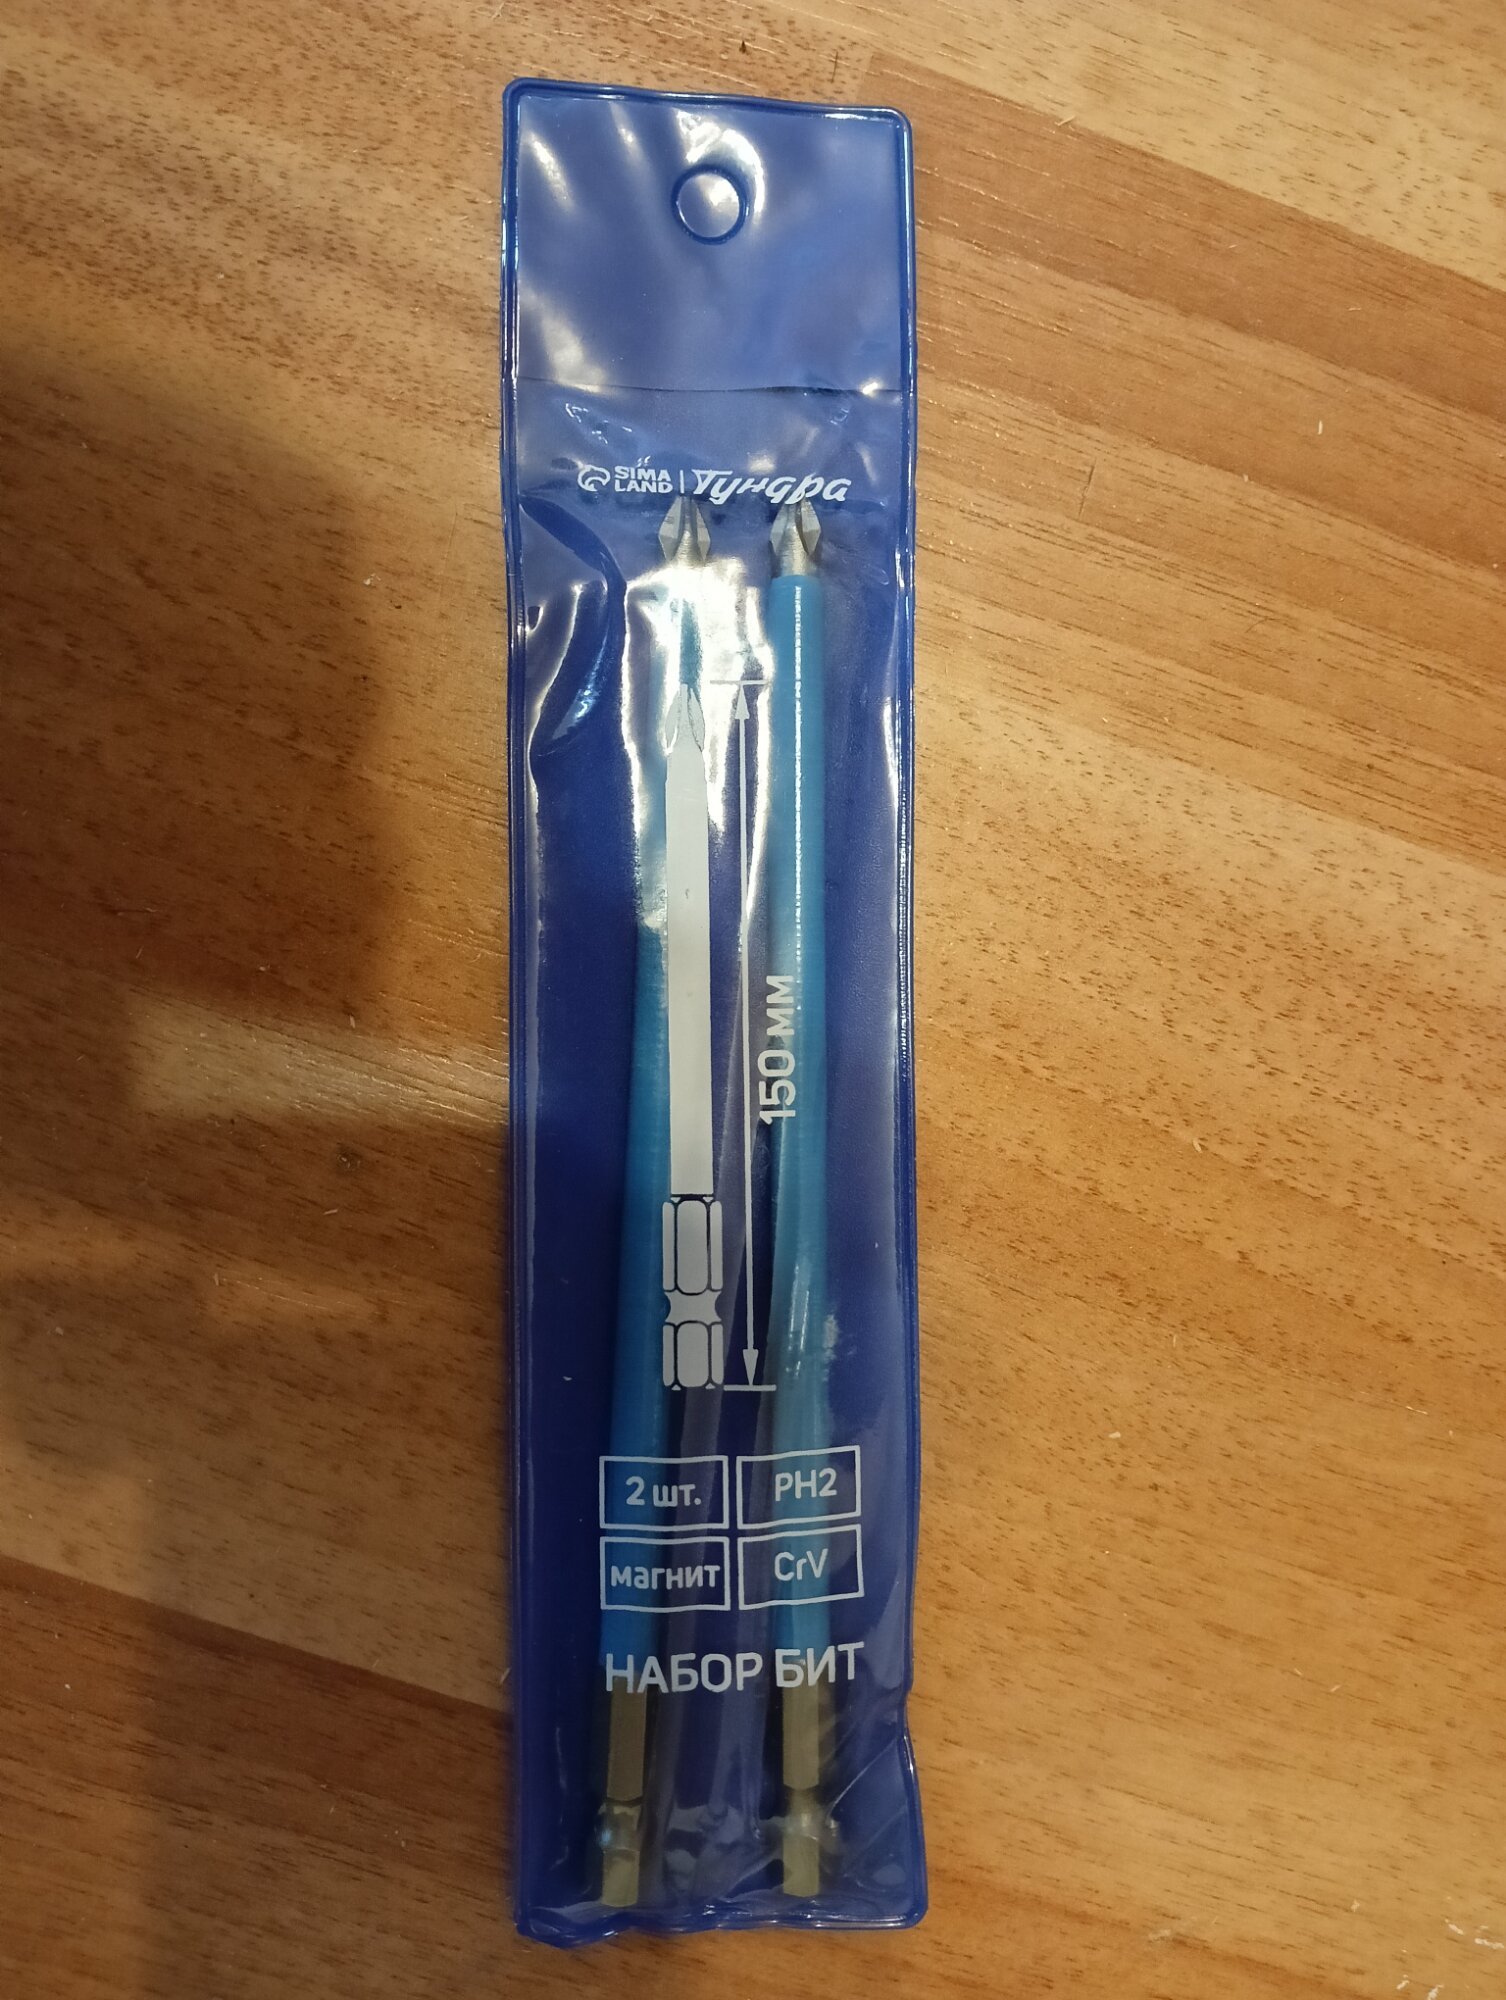 SIMA LAND | Тундра
150 мм
2 шт. PH2
магнит CrV
НАБОР БИТ